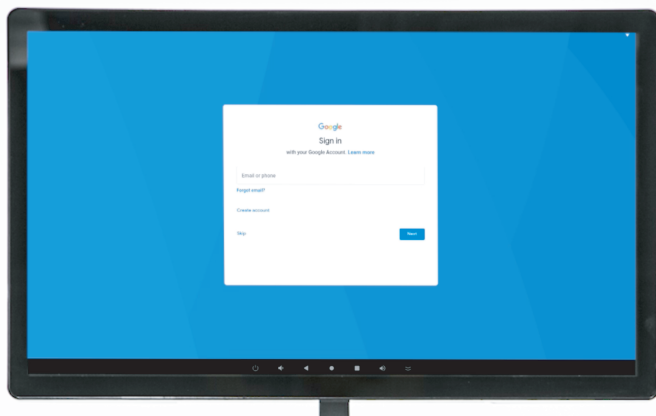 Google
Sign in
with your Google Account. Learn more
Email or phone
Forgot email?
Create account
Skip
Next